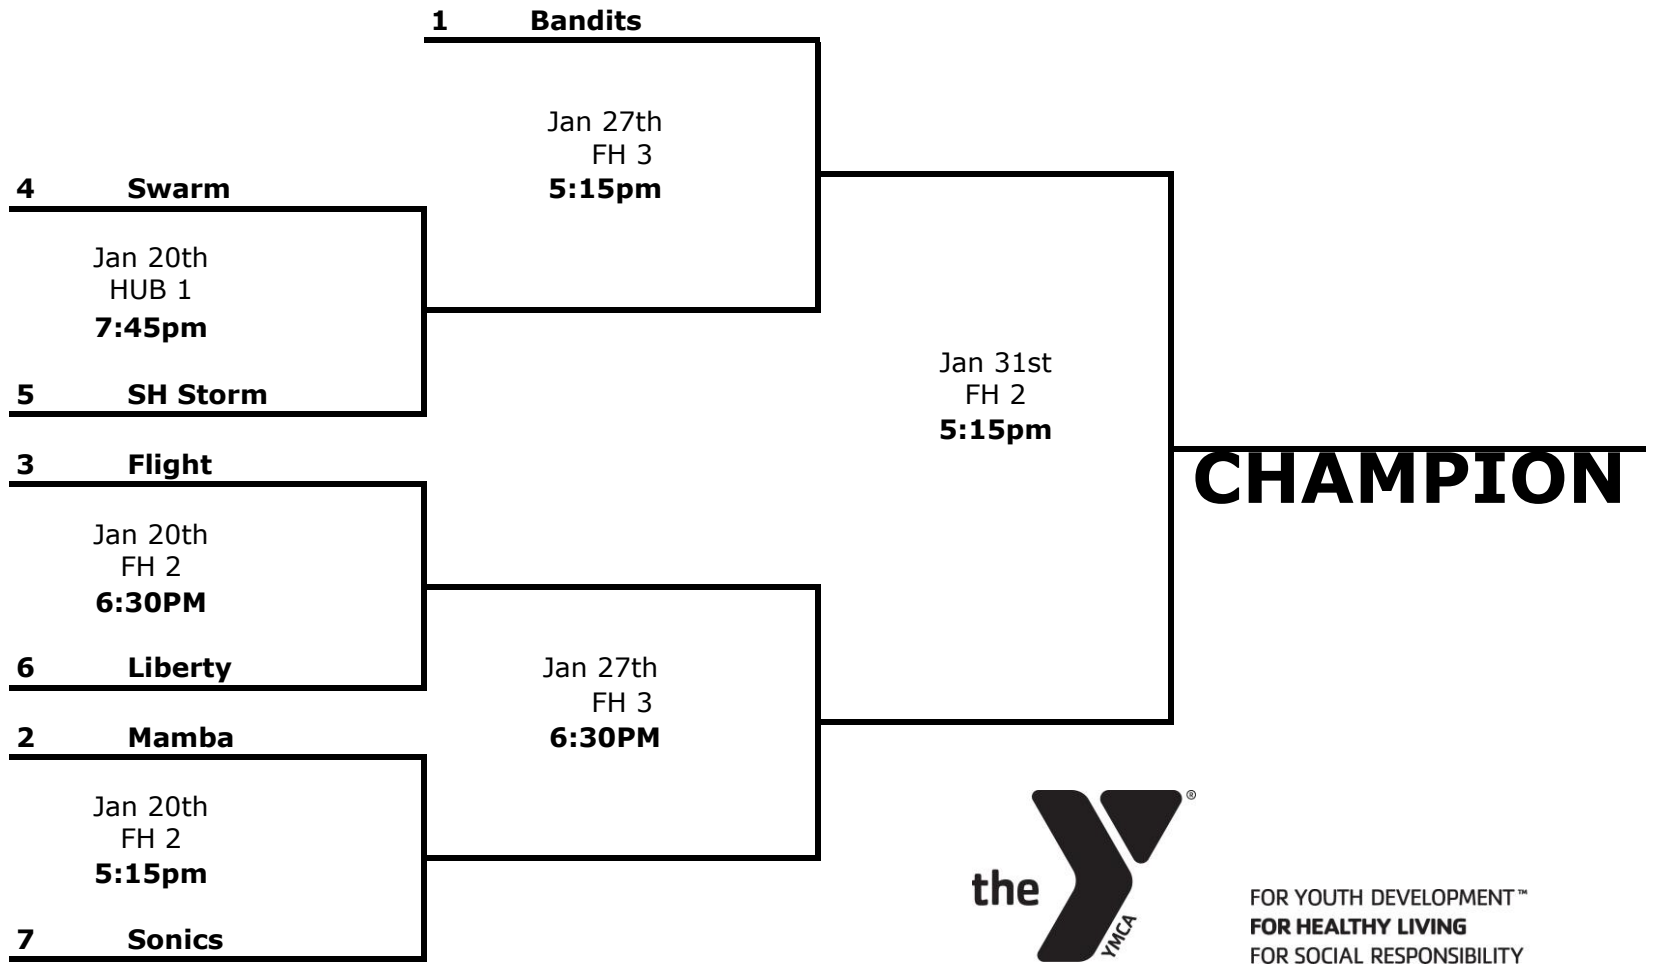 1 Bandits
Jan 27th
FH 3
5:15pm
4 Swarm
Jan 20th
HUB 1
7:45pm
5 SH Storm
Jan 31st
FH 2
5:15pm
CHAMPION
3 Flight
Jan 20th
FH 2
6:30PM
6 Liberty
Jan 27th
FH 3
6:30PM
2 Mamba
Jan 20th
FH 2
5:15pm
7 Sonics
the Y®
YMCA
FOR YOUTH DEVELOPMENT™
FOR HEALTHY LIVING
FOR SOCIAL RESPONSIBILITY